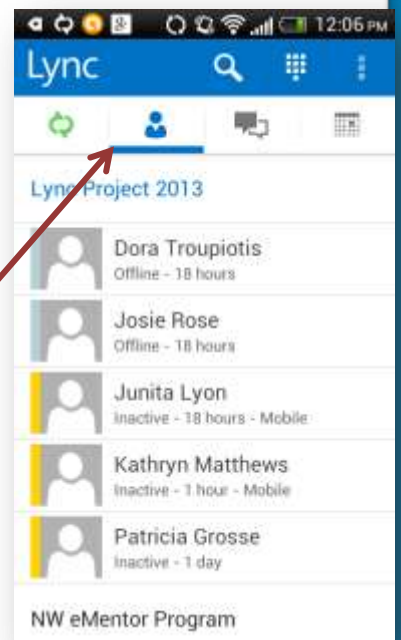 12:06 PM
Lync
Lync Project 2013
Dora Troupiotis
Offline - 18 hours
Josie Rose
Offline - 18 hours
Junita Lyon
Inactive - 18 hours - Mobile
Kathryn Matthews
Inactive - 1 hour - Mobile
Patricia Grosse
Inactive - 1 day
NW eMentor Program